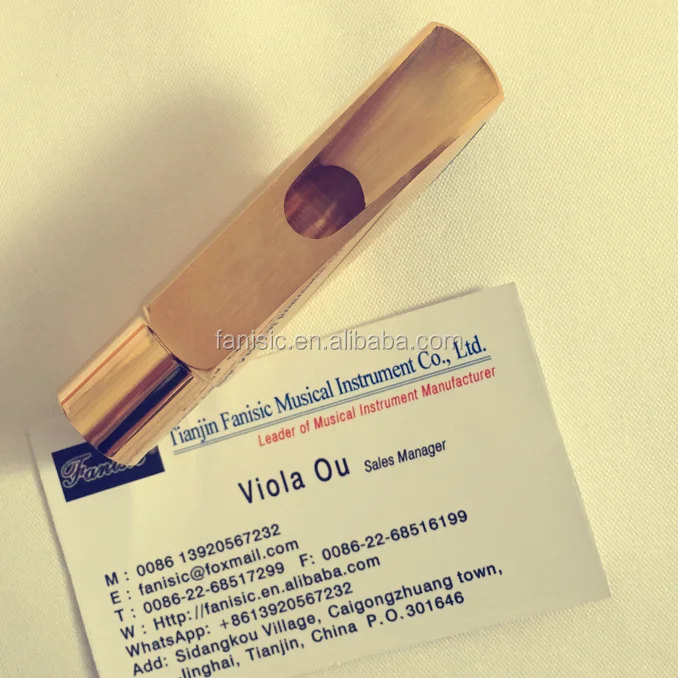 fanisic.en.alibaba.com
Tianjin Fanisic Musical Instrument Co., Ltd.
Leader of Musical Instrument Manufacturer
Viola Ou Sales Manager
M : 0086 13920567232
E : fanisic@foxmail.com
T : 0086-22-68517299 F: 0086-22-68516199
W : Http://fanisic.en.alibaba.com
WhatsApp: +8613920567232
Add: Sidangkou Village, Caigongzhuang town,
Jinghai, Tianjin, China P.O.301646